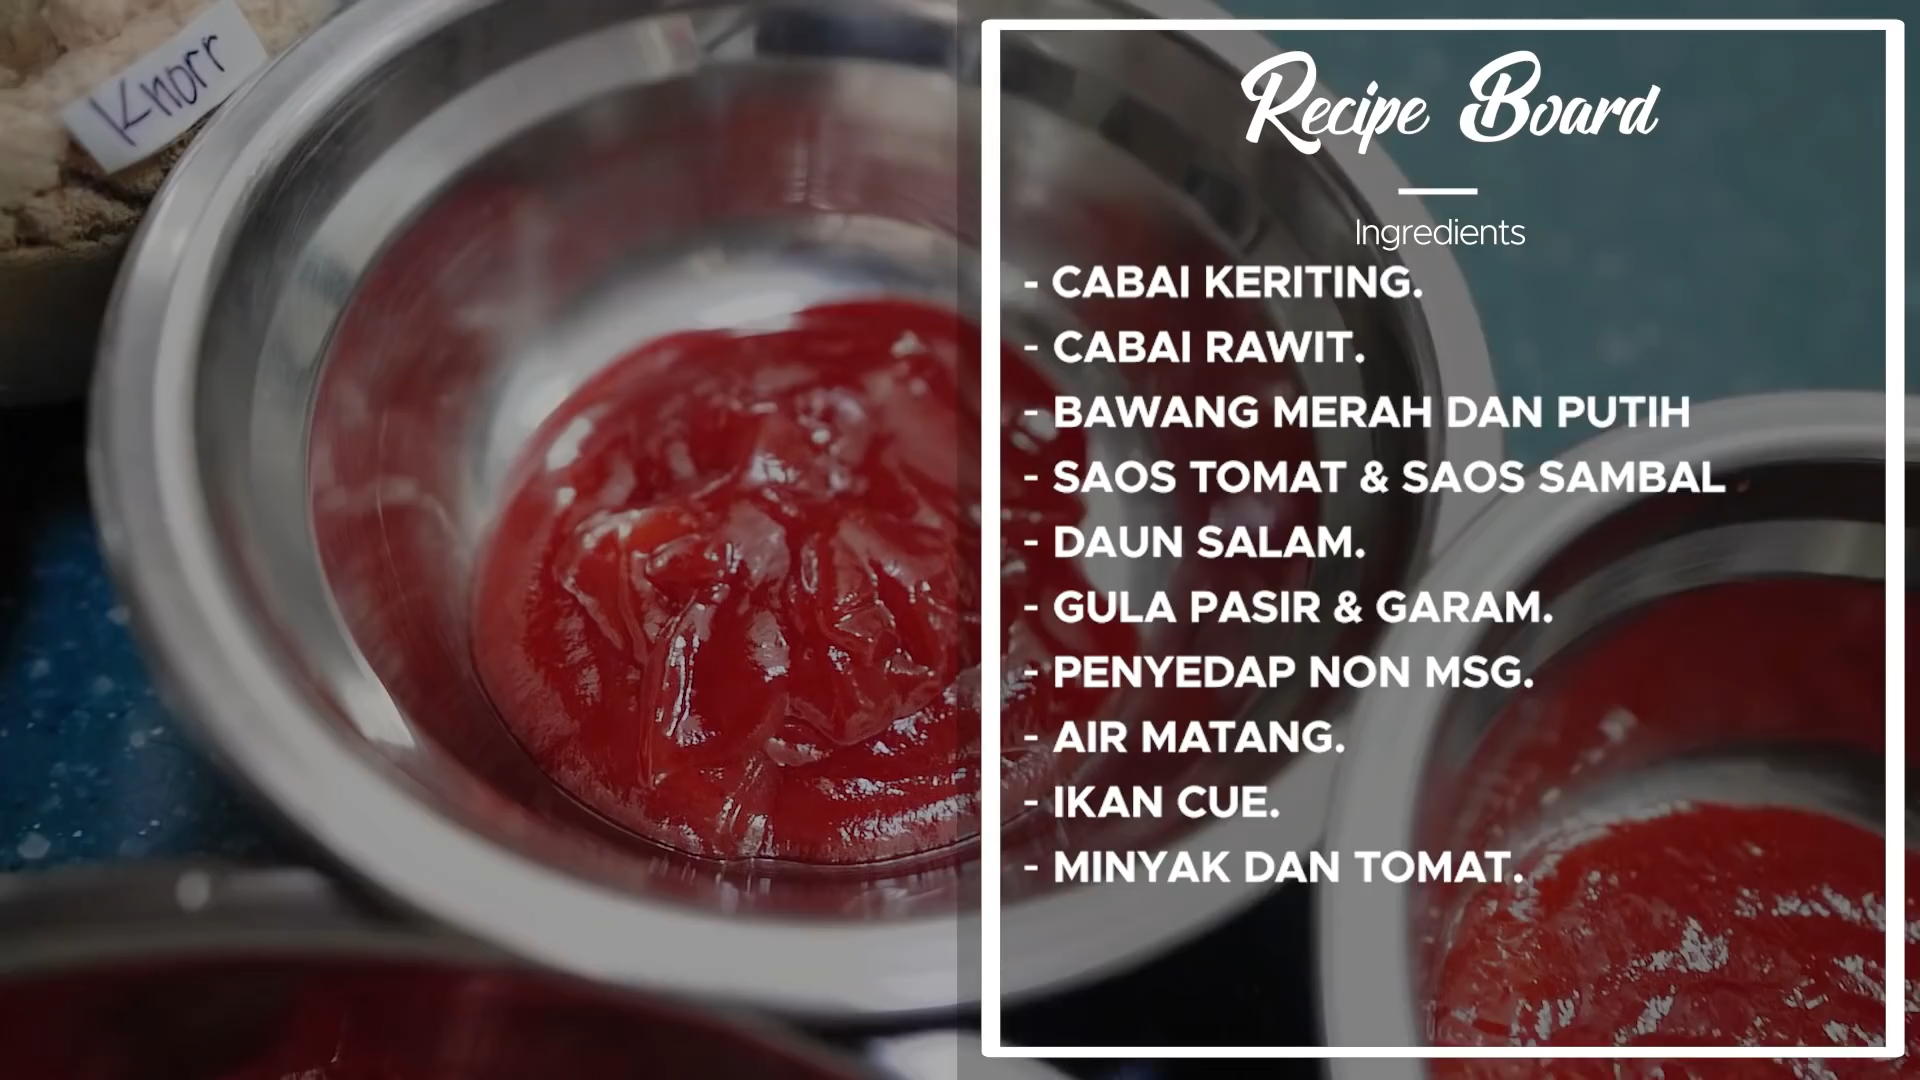 Knorr
Recipe Board
Ingredients
- CABAI KERITING.
- CABAI RAWIT.
- BAWANG MERAH DAN PUTIH
- SAOS TOMAT & SAOS SAMBAL
- DAUN SALAM.
- GULA PASIR & GARAM.
- PENYEDAP NON MSG.
- AIR MATANG.
- IKAN CUE.
- MINYAK DAN TOMAT.